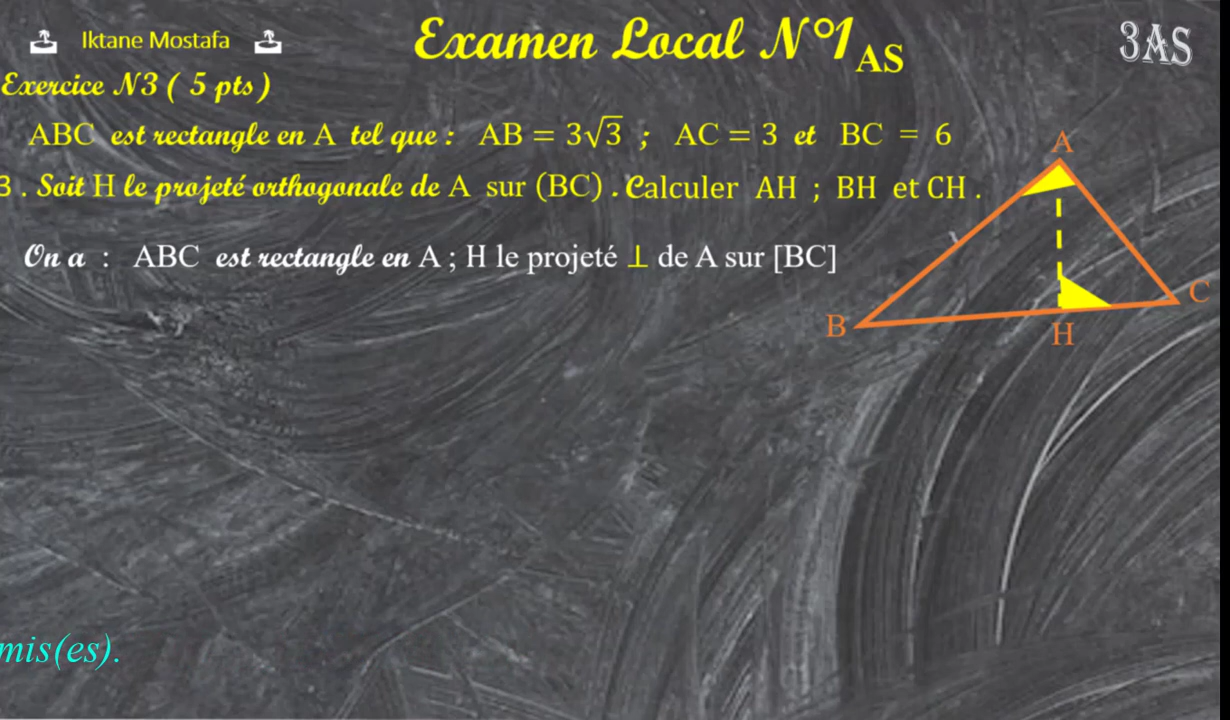 Iktane Mostafa
Examen Local N°1 AS
3AS
Exercice N3 ( 5 pts )
ABC est rectangle en A tel que : AB = 3√3 ; AC = 3 et BC = 6
3 . Soit H le projeté orthogonale de A sur (BC) . Calculer AH ; BH et CH .
On a : ABC est rectangle en A ; H le projeté ⊥ de A sur [BC]
A
B
H
C
mis(es).